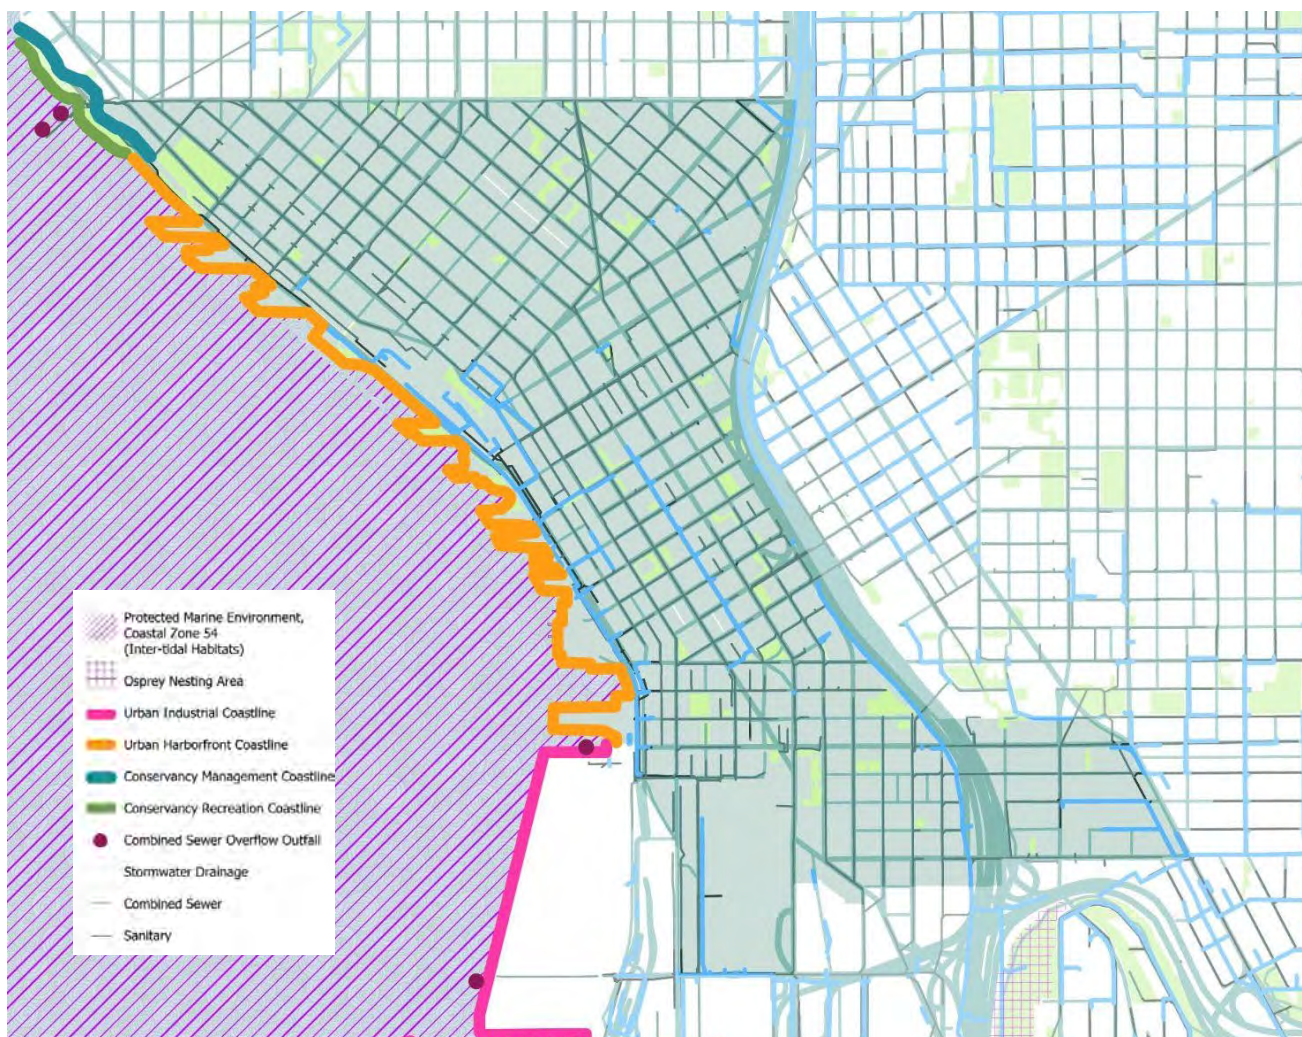 Protected Marine Environment,
Coastal Zone 54
(Inter-tidal Habitats)
Osprey Nesting Area
Urban Industrial Coastline
Urban Harborfront Coastline
Conservancy Management Coastline
Conservancy Recreation Coastline
Combined Sewer Overflow Outfall
Stormwater Drainage
Combined Sewer
Sanitary